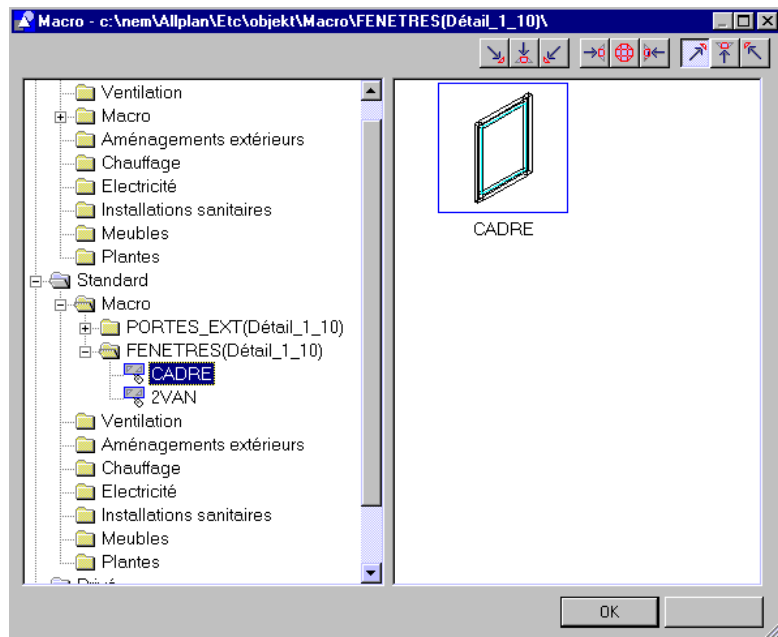 Macro - c:\nem\Allplan\Etc\objekt\Macro\FENETRES(Détail_1_10)\
Ventilation
Macro
Aménagements extérieurs
Chauffage
Electricité
Installations sanitaires
Meubles
Plantes
Standard
Macro
PORTES_EXT(Détail_1_10)
FENETRES(Détail_1_10)
CADRE
2VAN
Ventilation
Aménagements extérieurs
Chauffage
Electricité
Installations sanitaires
Meubles
Plantes
Privé
CADRE
OK